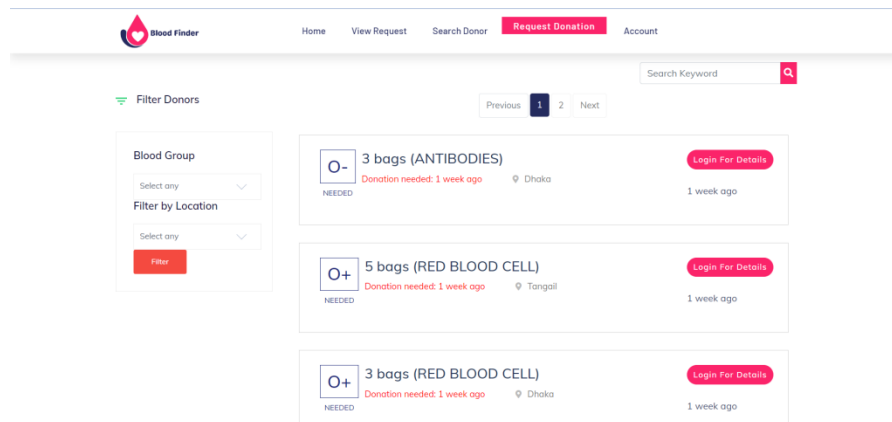 Blood Finder
Home View Request Search Donor Request Donation Account
Search Keyword
Filter Donors
Previous 1 2 Next
Blood Group
Select any
Filter by Location
Select any
Filter
O-
NEEDED
3 bags (ANTIBODIES)
Donation needed: 1 week ago Dhaka
Login For Details
1 week ago
O+
NEEDED
5 bags (RED BLOOD CELL)
Donation needed: 1 week ago Tangail
Login For Details
1 week ago
O+
NEEDED
3 bags (RED BLOOD CELL)
Donation needed: 1 week ago Dhaka
Login For Details
1 week ago